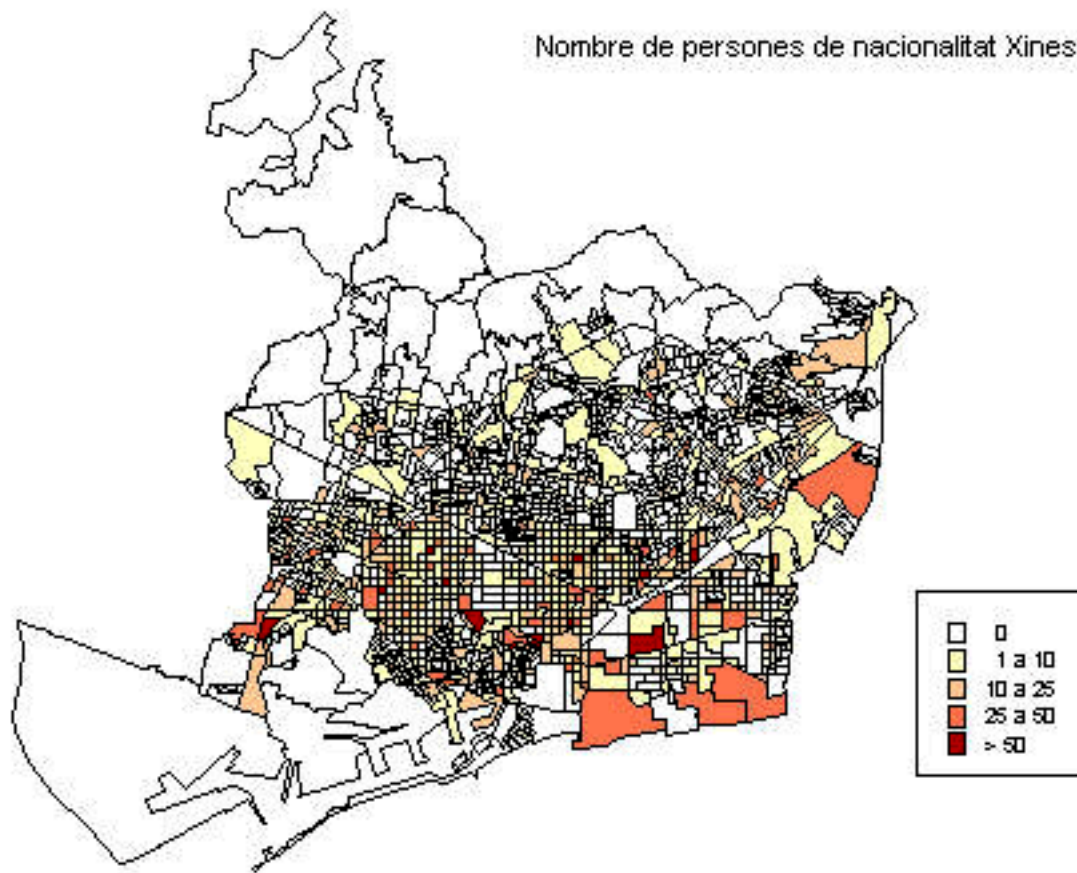 Nombre de persones de nacionalitat Xines
0
1 a 10
10 a 25
25 a 50
> 50